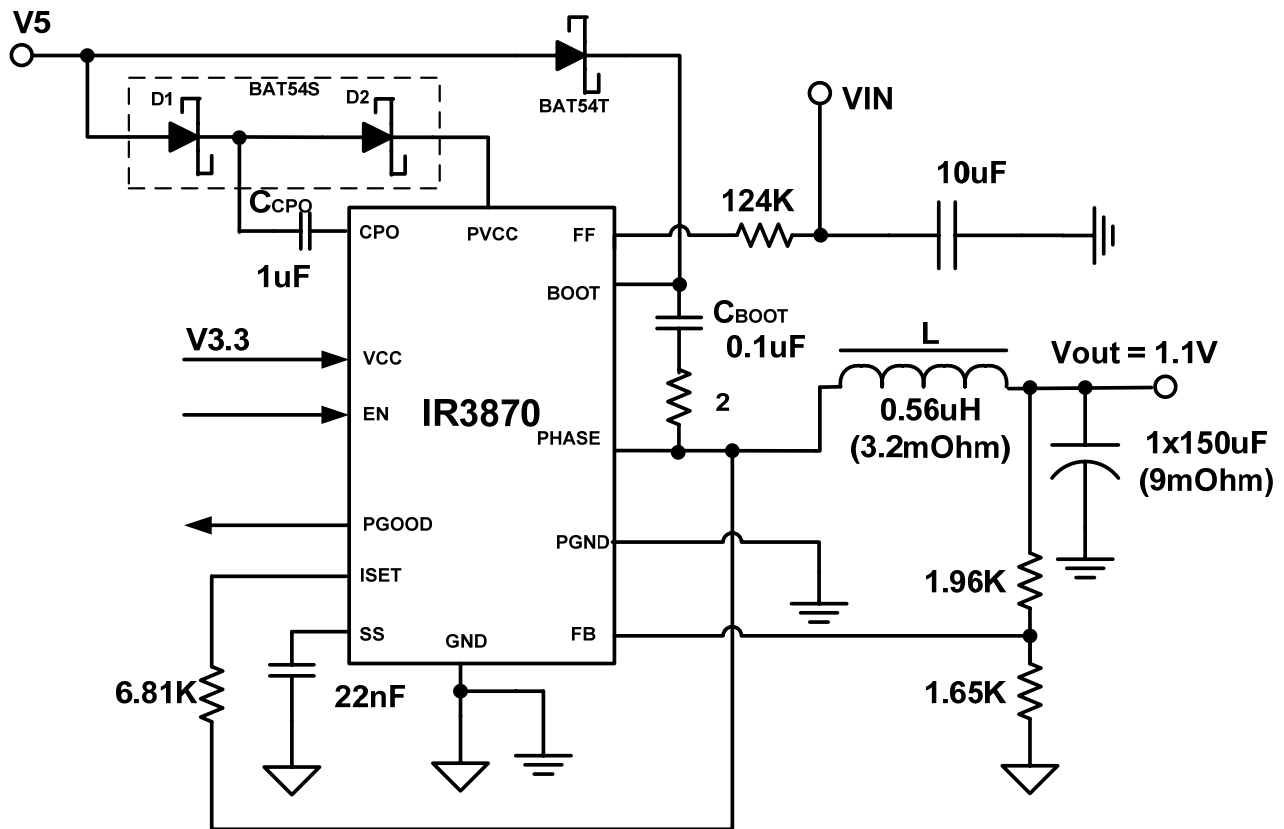 V5
BAT54S
D1
D2
BAT54T
VIN
10uF
124K
CCPO
1uF
CPO
PVCC
FF
BOOT
CBOOT
0.1uF
V3.3
VCC
EN
IR3870
2
PHASE
L
0.56uH
(3.2mOhm)
Vout = 1.1V
1x150uF
(9mOhm)
PGOOD
PGND
ISET
1.96K
SS
GND
FB
6.81K
22nF
1.65K